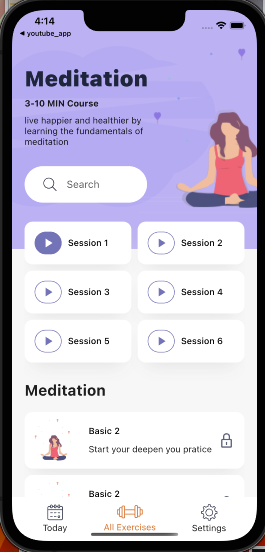 4:14
◀ youtube_app
Meditation
3-10 MIN Course
live happier and healthier by
learning the fundamentals of
meditation
Search
Session 1
Session 2
Session 3
Session 4
Session 5
Session 6
Meditation
Basic 2
Start your deepen you pratice
Basic 2
Today
All Exercises
Settings